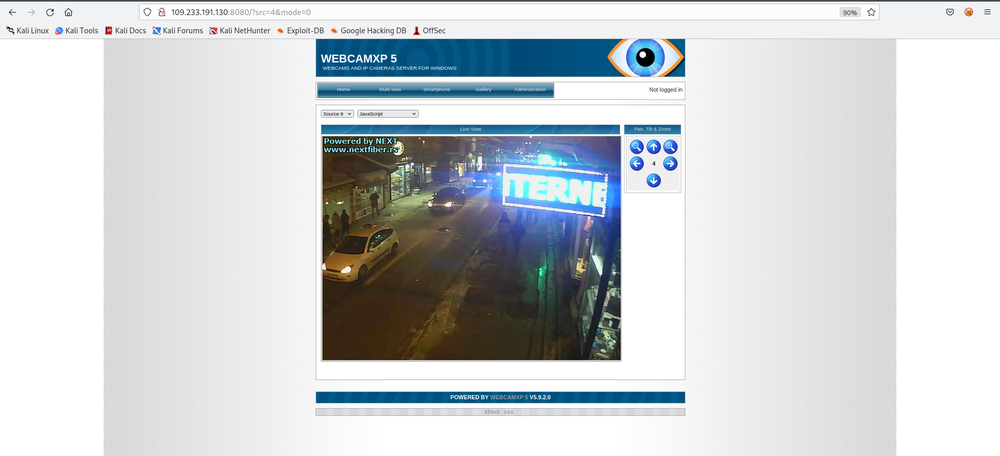 109.233.191.130:8080/?src=4&mode=0
90%
Kali Linux Kali Tools Kali Docs Kali Forums Kali NetHunter Exploit-DB Google Hacking DB OffSec
WEBCAMXP 5
WEBCAMS AND IP CAMERAS SERVER FOR WINDOWS
Home Multi view Smartphone Gallery Administration Not logged in
Source 8 JavaScript
Live View Pan, Tilt & Zoom
Powered by NEXT
www.nextfiber.rs
ITERNE
4
POWERED BY WEBCAMXP 5 V5.9.2.0
xhtml css